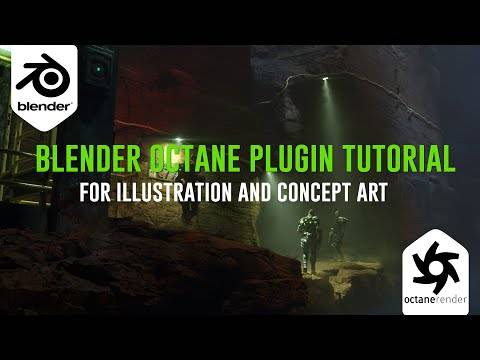 blender
BLENDER OCTANE PLUGIN TUTORIAL
FOR ILLUSTRATION AND CONCEPT ART
octanerender